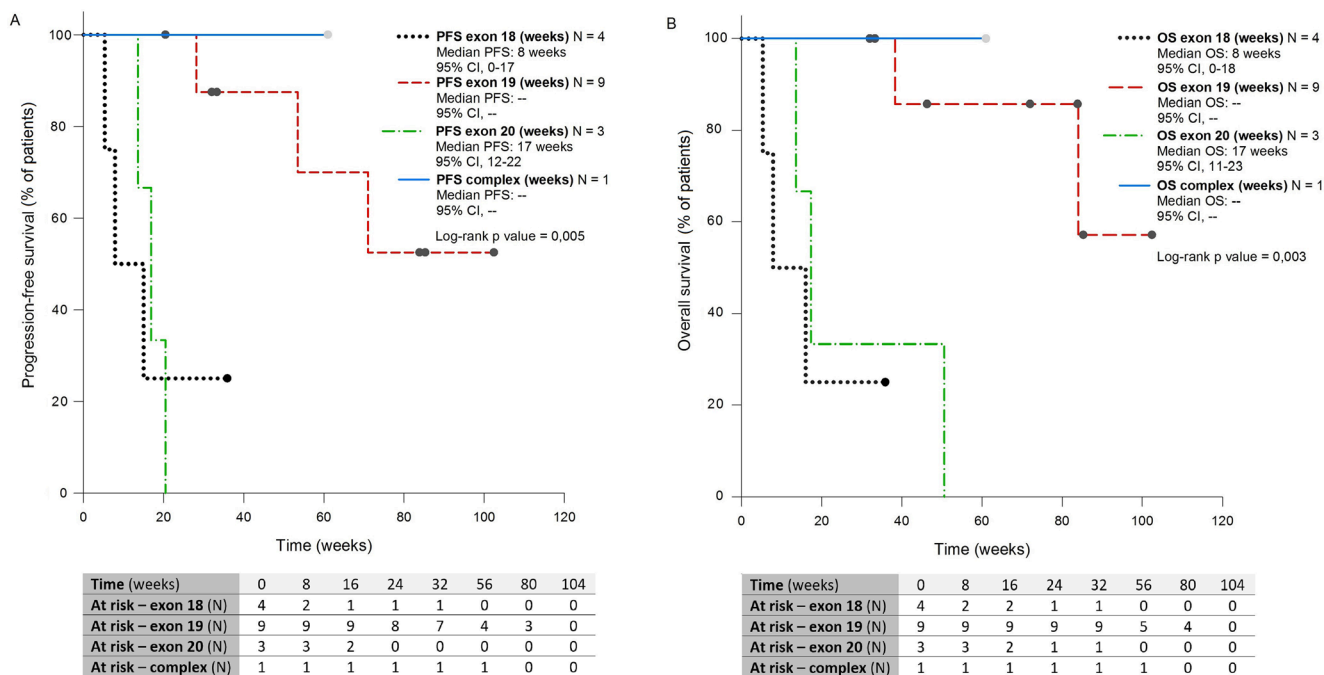 A
PFS exon 18 (weeks) N = 4
Median PFS: 8 weeks
95% CI, 0-17
PFS exon 19 (weeks) N = 9
Median PFS: --
95% CI, --
PFS exon 20 (weeks) N = 3
Median PFS: 17 weeks
95% CI, 12-22
PFS complex (weeks) N = 1
Median PFS: --
95% CI, --
Log-rank p value = 0,005
Progression-free survival (% of patients)
100
80
60
40
20
0
0 20 40 60 80 100 120
Time (weeks)
Time (weeks) 0 8 16 24 32 56 80 104
At risk – exon 18 (N) 4 2 1 1 1 0 0 0
At risk – exon 19 (N) 9 9 9 8 7 4 3 0
At risk – exon 20 (N) 3 3 2 0 0 0 0 0
At risk – complex (N) 1 1 1 1 1 1 0 0
B
OS exon 18 (weeks) N = 4
Median OS: 8 weeks
95% CI, 0-18
OS exon 19 (weeks) N = 9
Median OS: --
95% CI, --
OS exon 20 (weeks) N = 3
Median OS: 17 weeks
95% CI, 11-23
OS complex (weeks) N = 1
Median OS: --
95% CI, --
Log-rank p value = 0,003
Overall survival (% of patients)
100
80
60
40
20
0
0 20 40 60 80 100 120
Time (weeks)
Time (weeks) 0 8 16 24 32 56 80 104
At risk – exon 18 (N) 4 2 2 1 1 0 0 0
At risk – exon 19 (N) 9 9 9 9 9 5 4 0
At risk – exon 20 (N) 3 3 2 1 1 0 0 0
At risk – complex (N) 1 1 1 1 1 1 0 0